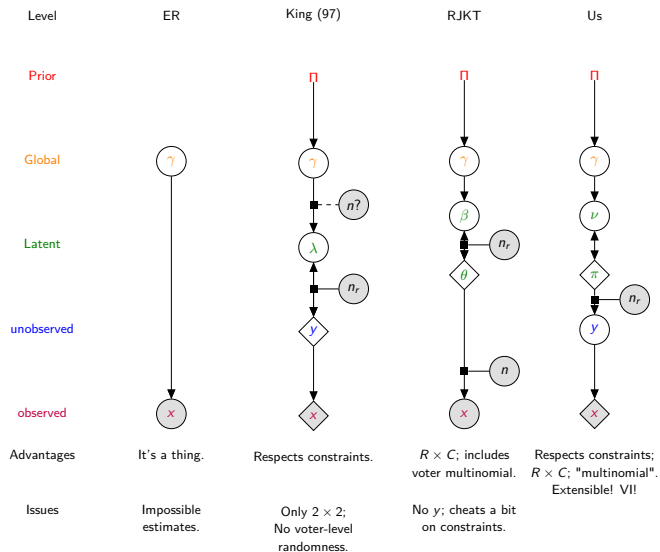 Level ER King (97) RJKT Us
Prior Π Π Π
Global γ γ γ γ
n?
β ν
Latent λ n_r
θ π
n_r n_r
unobserved y y
n
observed x x x x
Advantages It's a thing. Respects constraints. R × C; includes Respects constraints;
voter multinomial. R × C; "multinomial".
Extensible! VI!
Issues Impossible Only 2 × 2; No y; cheats a bit
estimates. No voter-level on constraints.
randomness.